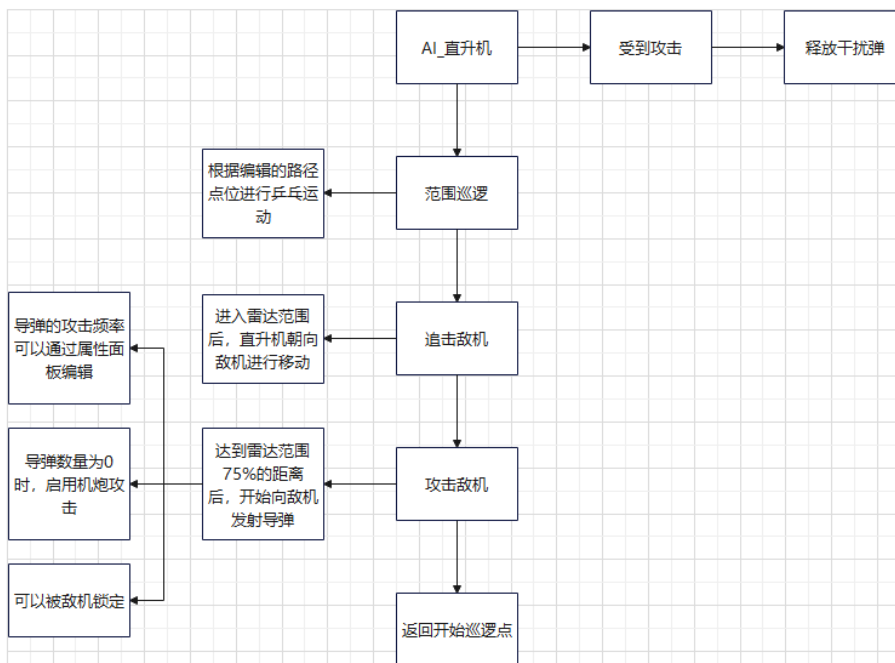 AI_直升机
受到攻击
释放干扰弹
根据编辑的路径
点位进行乒乓运
动
范围巡逻
导弹的攻击频率
可以通过属性面
板编辑
进入雷达范围
后，直升机朝向
敌机进行移动
追击敌机
导弹数量为0
时，启用机炮攻
击
达到雷达范围
75%的距离
后，开始向敌机
发射导弹
攻击敌机
可以被敌机锁定
返回开始巡逻点